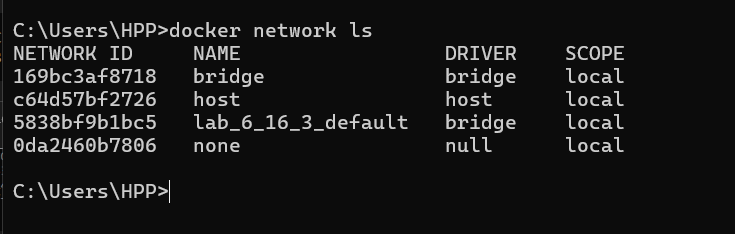 C:\Users\HPP>docker network ls
NETWORK ID     NAME                 DRIVER    SCOPE
169bc3af8718   bridge               bridge    local
c64d57bf2726   host                 host      local
5838bf9b1bc5   lab_6_16_3_default   bridge    local
0da2460b7806   none                 null      local
C:\Users\HPP>